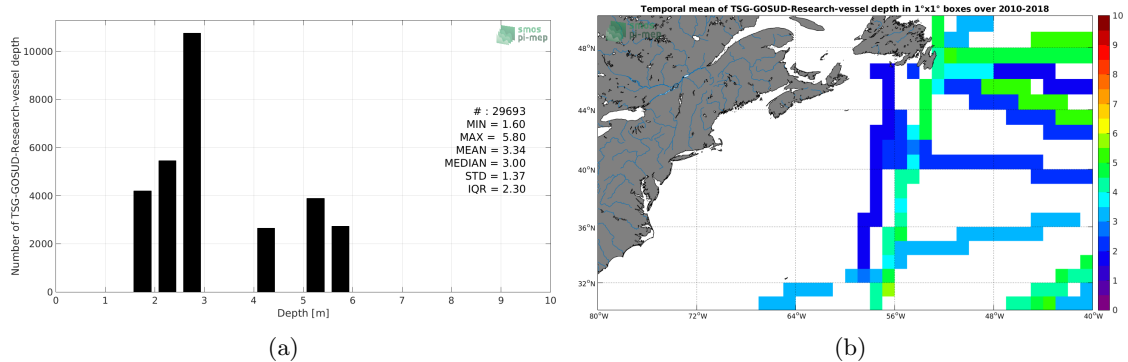 Number of TSG-GOSUD-Research-vessel depth
10000
8000
6000
4000
2000
0
0 1 2 3 4 5 6 7 8 9 10
Depth [m]
smos
pi-mep
# : 29693
MIN = 1.60
MAX = 5.80
MEAN = 3.34
MEDIAN = 3.00
STD = 1.37
IQR = 2.30
(a)
Temporal mean of TSG-GOSUD-Research-vessel depth in 1°x1° boxes over 2010-2018
smos
pi-mep
48°N
44°N
40°N
36°N
32°N
80°W 72°W 64°W 56°W 48°W 40°W
10
9
8
7
6
5
4
3
2
1
0
(b)